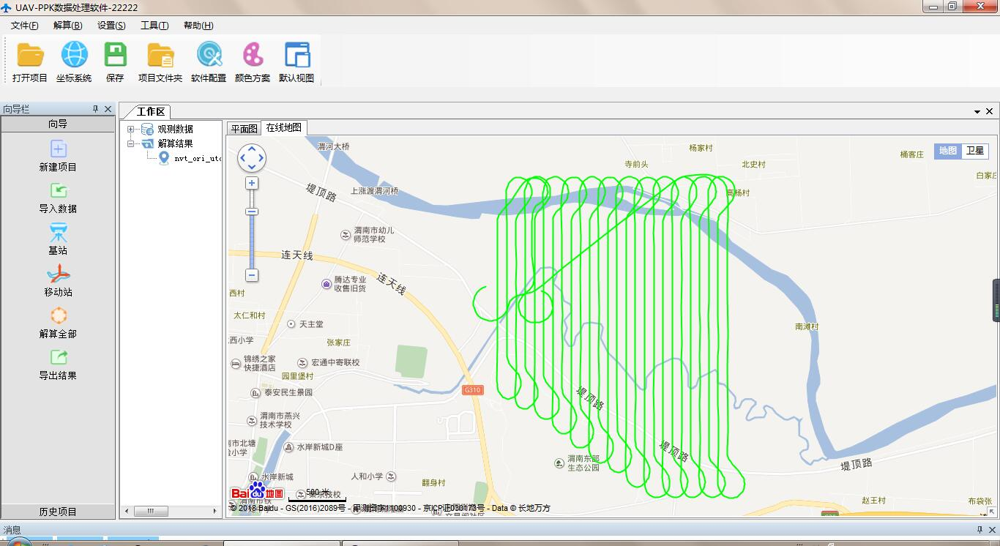 UAV-PPK数据处理软件-22222
文件(F) 解算(B) 设置(S) 工具(T) 帮助(H)
打开项目 坐标系统 保存 项目文件夹 软件配置 颜色方案 默认视图
向导栏
向导
新建项目
导入数据
基站
移动站
解算全部
导出结果
历史项目
工作区
观测数据
解算结果
nvt_ori_utc
平面图 在线地图
地图 卫星
渭河大桥
杨家村
寺前头
北史村
桶客庄
白家庄
堤顶路
上涨渡渭河桥
高杨村
渭南市幼儿
师范学校
连天线
连天线
腾达专业
收售旧货
西村
太仁和村
天主堂
南滩村
西小学
张家庄
锦绣之家
快捷酒店
宏通中寄联校
园里堡村
泰安民生景园
G310
堤顶路
渭南市燕兴
技术学校
南市北塘
小学
水岸新城D座
堤顶路
渭南东部
生态公园
堤顶路
水岸新城
人和小学
翻身村
Bai du 地图
500 米
赵王村
布袋张
© 2018 Baidu - GS(2016)2089号 - 甲测资字1100930 - 京ICP证030173号 - Data © 长地万方
消息